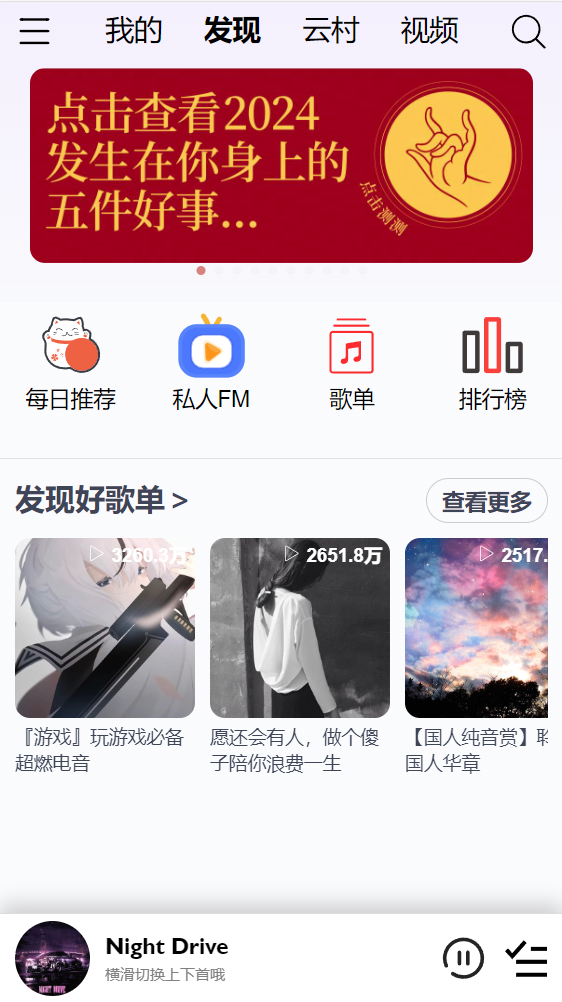 我的 发现 云村 视频
点击查看2024
发生在你身上的
五件好事...
点击测测
每日推荐 私人FM 歌单 排行榜
发现好歌单 >
查看更多
3260.3万 2651.8万 2517.
『游戏』玩游戏必备
超燃电音
愿还会有人，做个傻
子陪你浪费一生
【国人纯音赏】聆
国人华章
NIGHT DRIVE
Night Drive
横滑切换上下首哦